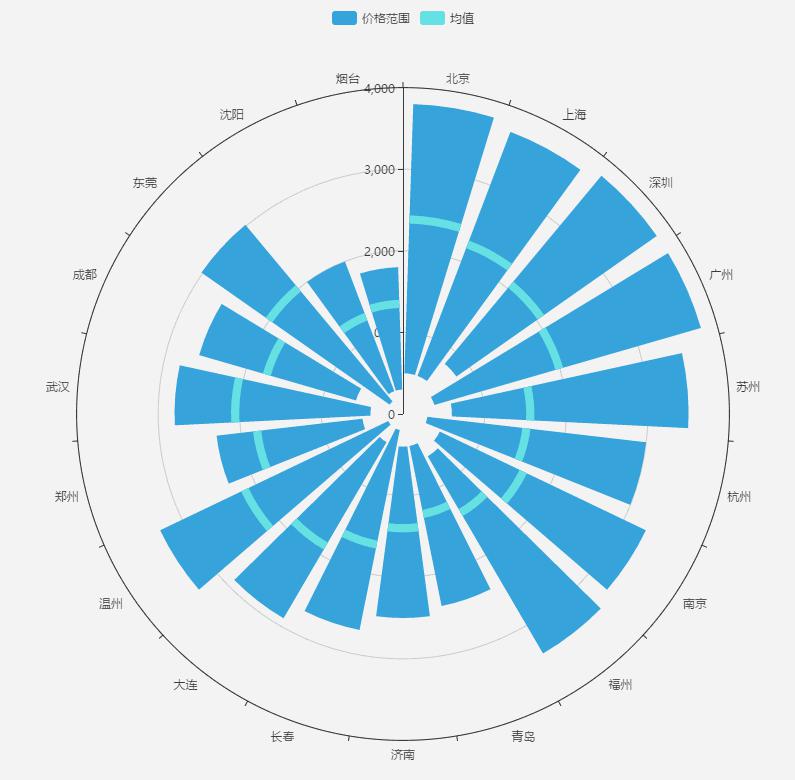 价格范围 均值
烟台 北京
沈阳 上海
东莞 深圳
成都 广州
武汉 苏州
郑州 杭州
温州 南京
大连 福州
长春 青岛
济南
4,000
3,000
2,000
0